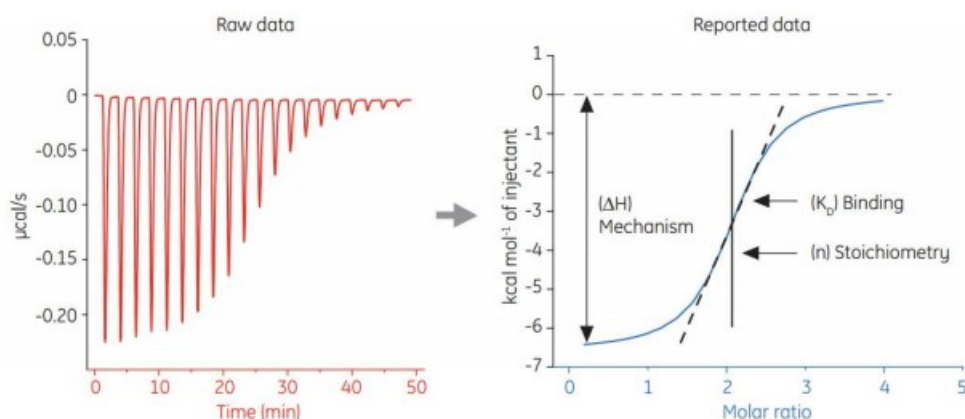 Raw data
0.05
0
-0.05
-0.10
-0.15
-0.20
µcal/s
0 10 20 30 40 50
Time (min)
Reported data
1
0
-1
-2
-3
-4
-5
-6
-7
kcal mol⁻¹ of injectant
(ΔH)
Mechanism
(K_D) Binding
(n) Stoichiometry
0 1 2 3 4 5
Molar ratio